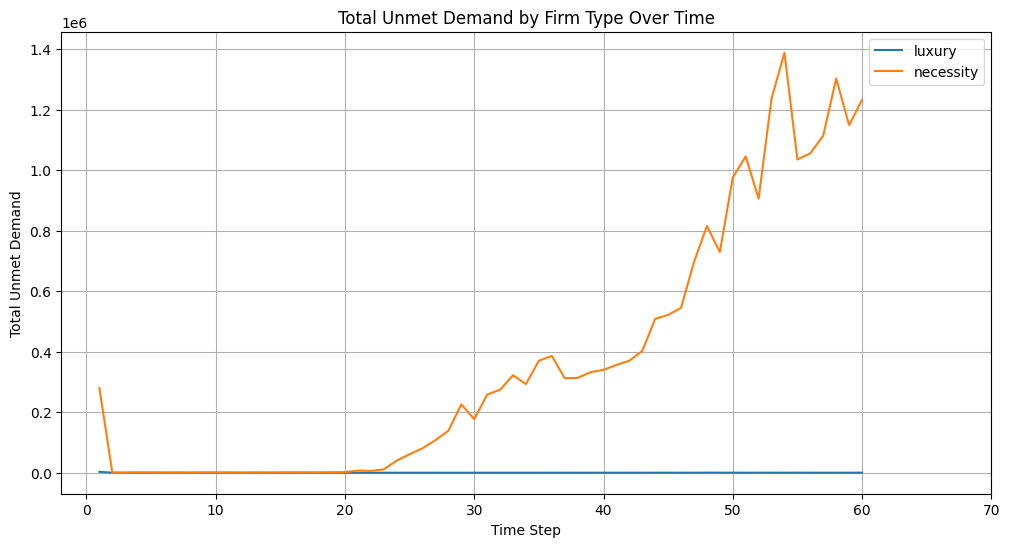 Total Unmet Demand by Firm Type Over Time
1e6
luxury
necessity
1.4
1.2
1.0
0.8
0.6
0.4
0.2
0.0
Total Unmet Demand
0 10 20 30 40 50 60 70
Time Step